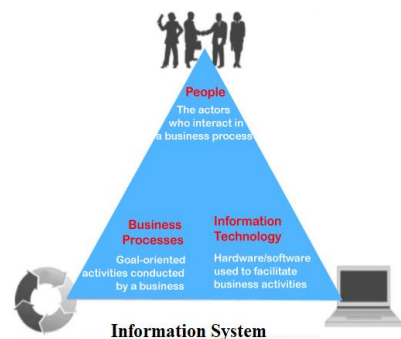 People
The actors
who interact in
a business process
Business
Processes
Goal-oriented
activities conducted
by a business
Information
Technology
Hardware/software
used to facilitate
business activities
Information System